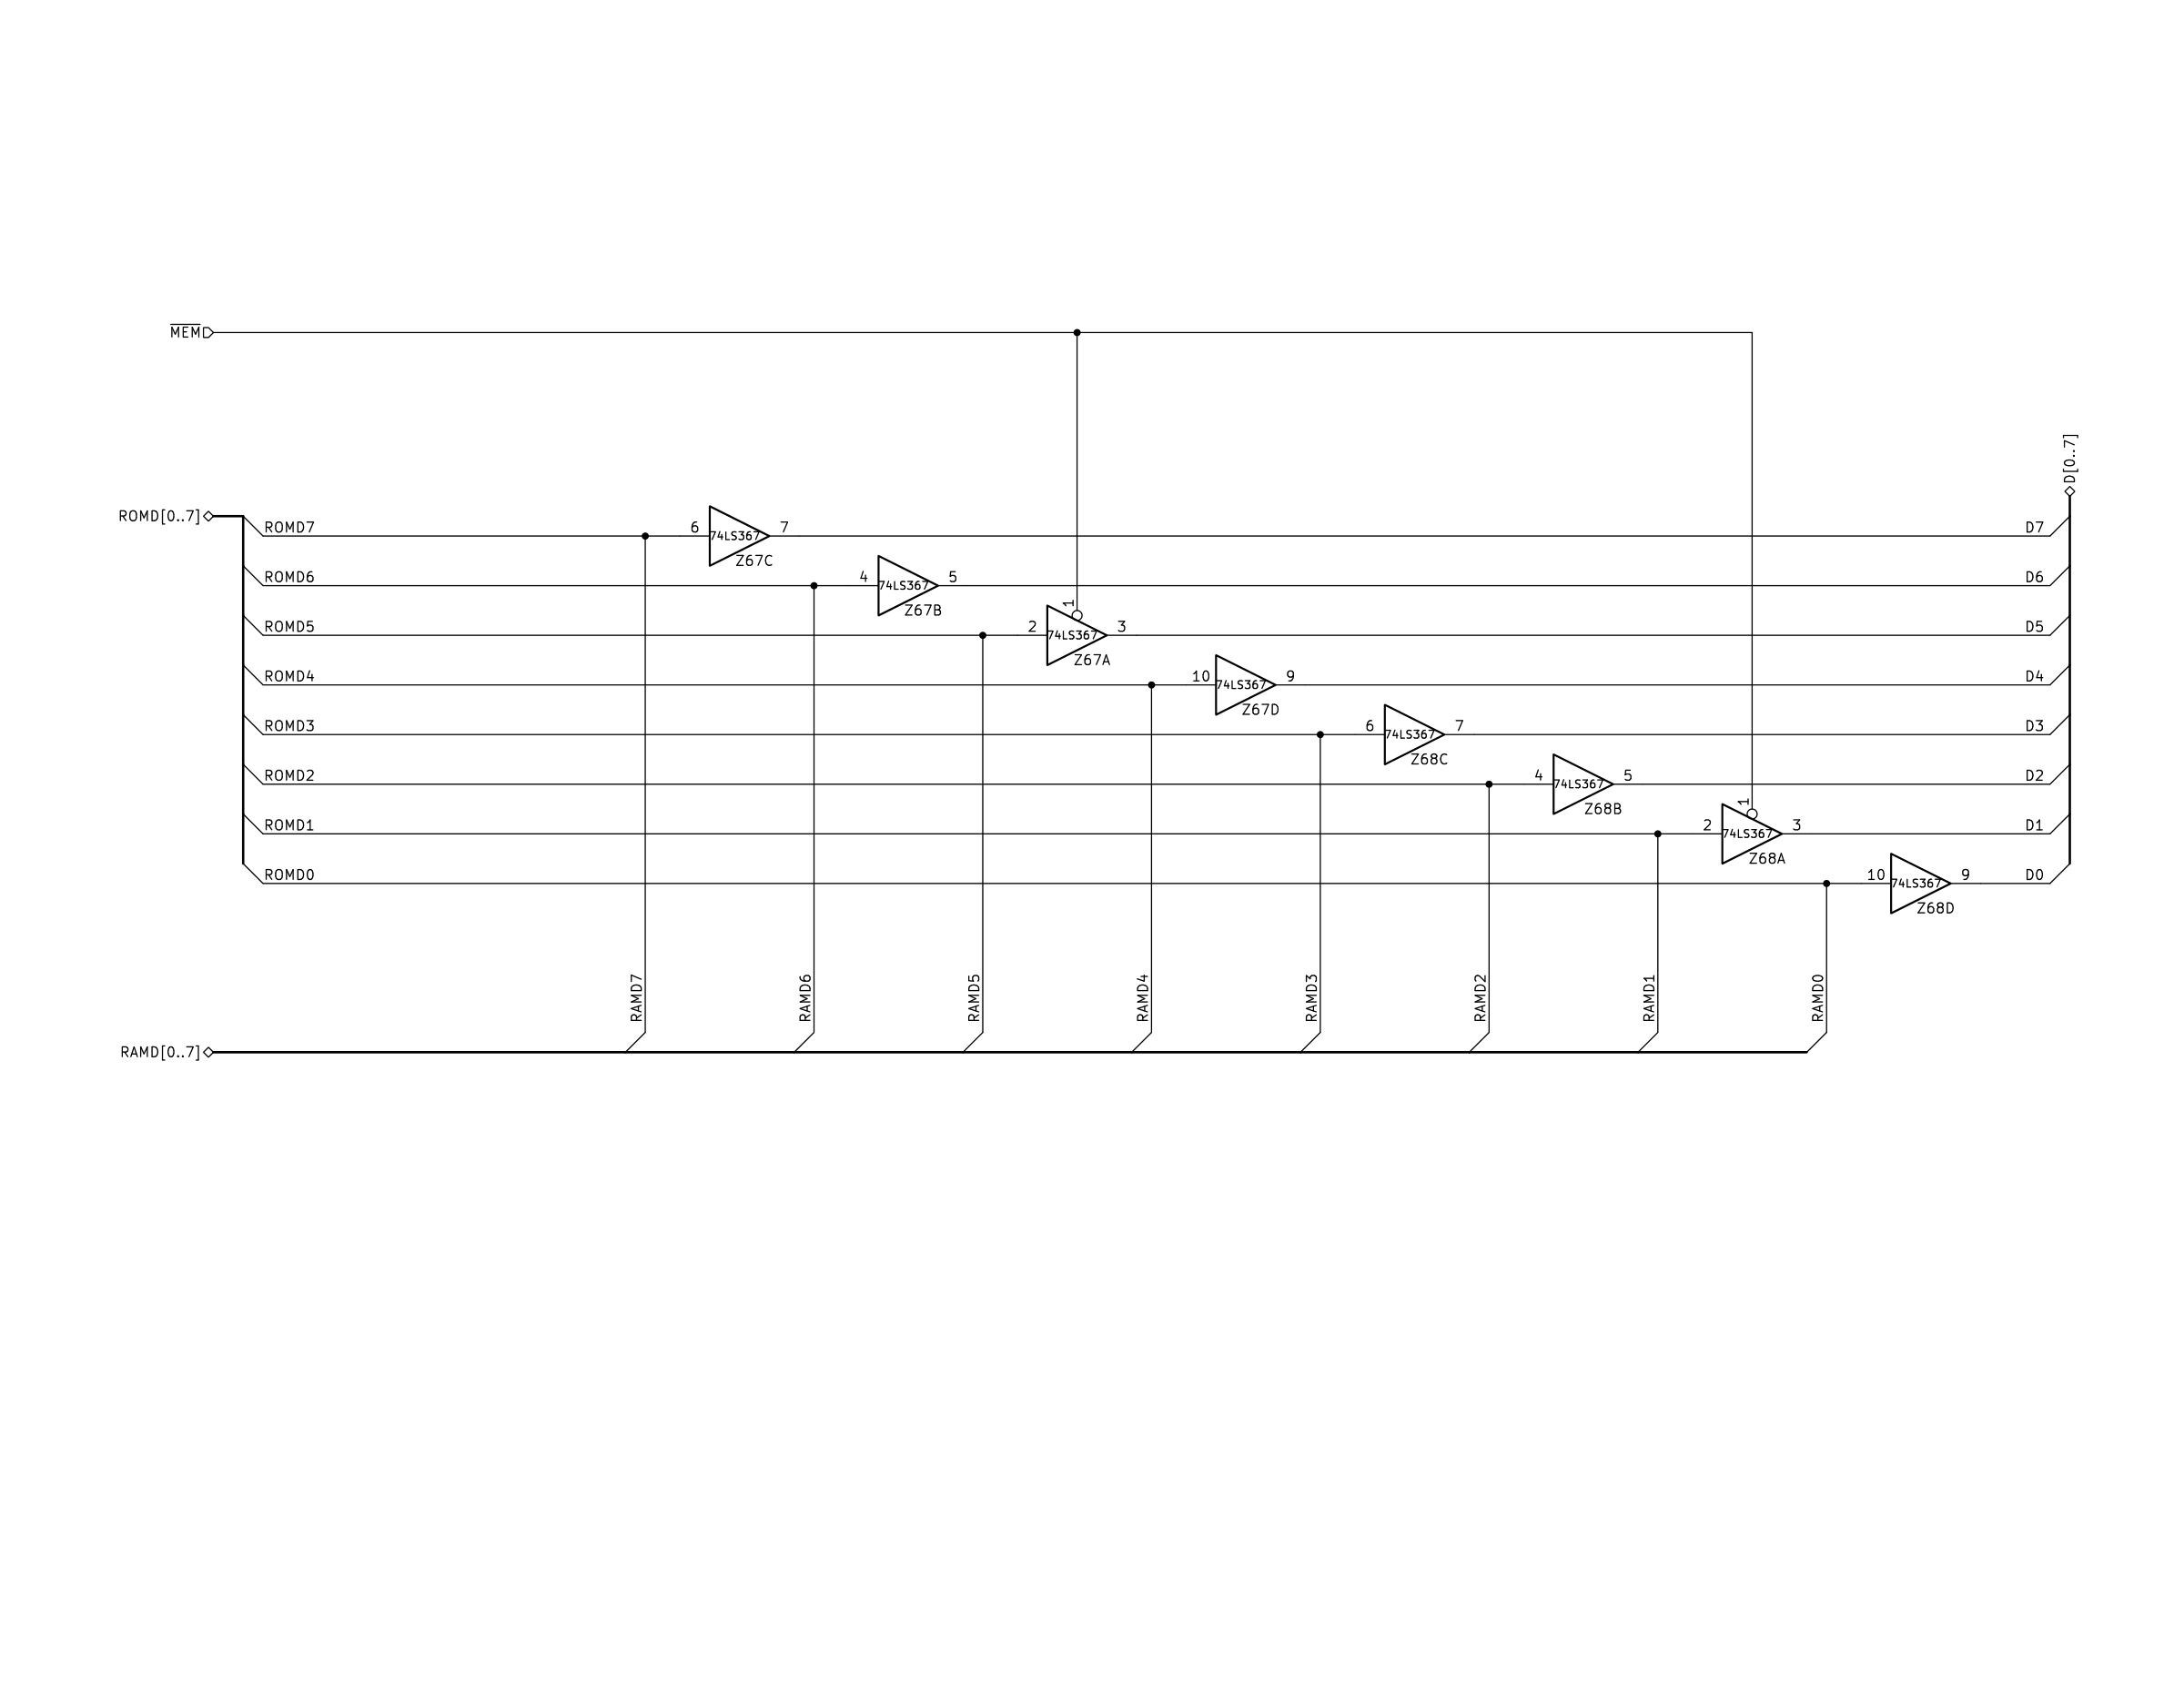 M̅E̅M̅
D[0..7]
ROMD[0..7]
ROMD7 6 74LS367 7 D7
Z67C
ROMD6 4 74LS367 5 D6
Z67B
1
ROMD5 2 74LS367 3 D5
Z67A
ROMD4 10 74LS367 9 D4
Z67D
ROMD3 6 74LS367 7 D3
Z68C
ROMD2 4 74LS367 5 D2
Z68B
1
ROMD1 2 74LS367 3 D1
Z68A
ROMD0 10 74LS367 9 D0
Z68D
RAMD7 RAMD6 RAMD5 RAMD4 RAMD3 RAMD2 RAMD1 RAMD0
RAMD[0..7]